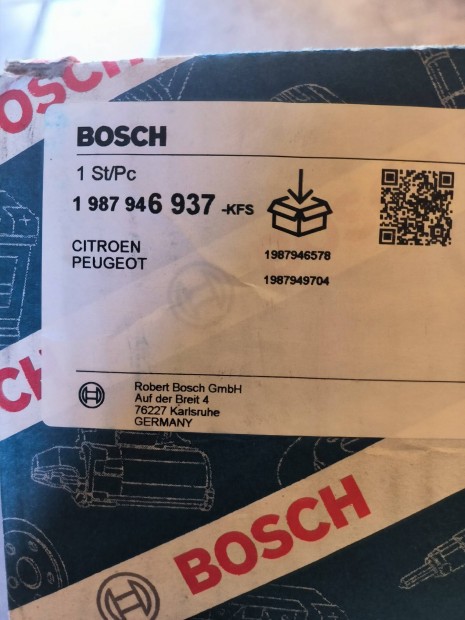 BOSCH
BOSCH
1 St/Pc
1 987 946 937 -KFS
CITROEN
PEUGEOT
1987946578
1987949704
Robert Bosch GmbH
Auf der Breit 4
76227 Karlsruhe
GERMANY
CH
BOSCH